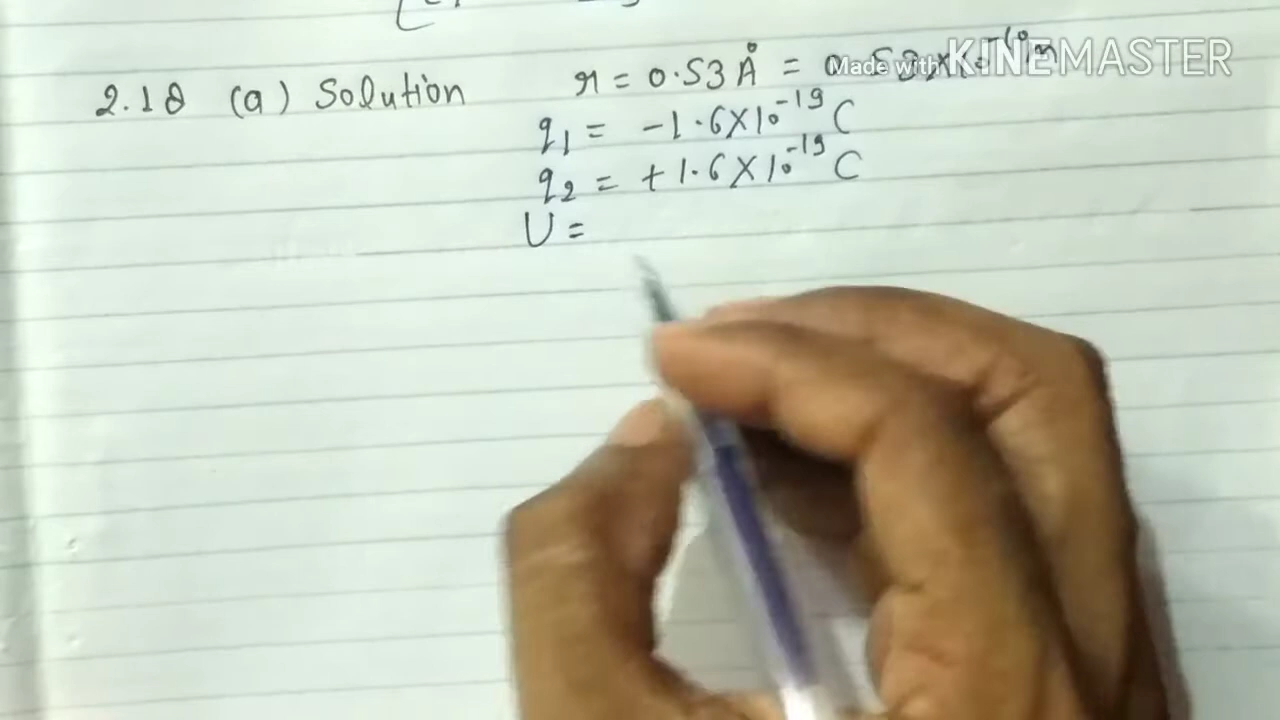 2.18 (a) Solution r = 0.53 Å = 0.53 × 10⁻¹⁰ m
Made with KINEMASTER
q₁ = -1.6 × 10⁻¹⁹ C
q₂ = + 1.6 × 10⁻¹⁹ C
U =